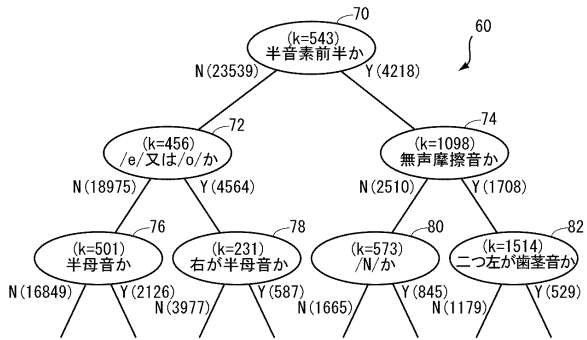 70
60
(k=543)
半音素前半か
N(23539)
Y(4218)
72
74
(k=456)
/e/又は/o/か
(k=1098)
無声摩擦音か
N(18975)
Y(4564)
N(2510)
Y(1708)
76
78
80
82
(k=501)
半母音か
(k=231)
右が半母音か
(k=573)
/N/か
(k=1514)
二つ左が歯茎音か
N(16849)
Y(2126)
N(3977)
Y(587)
N(1665)
Y(845)
N(1179)
Y(529)